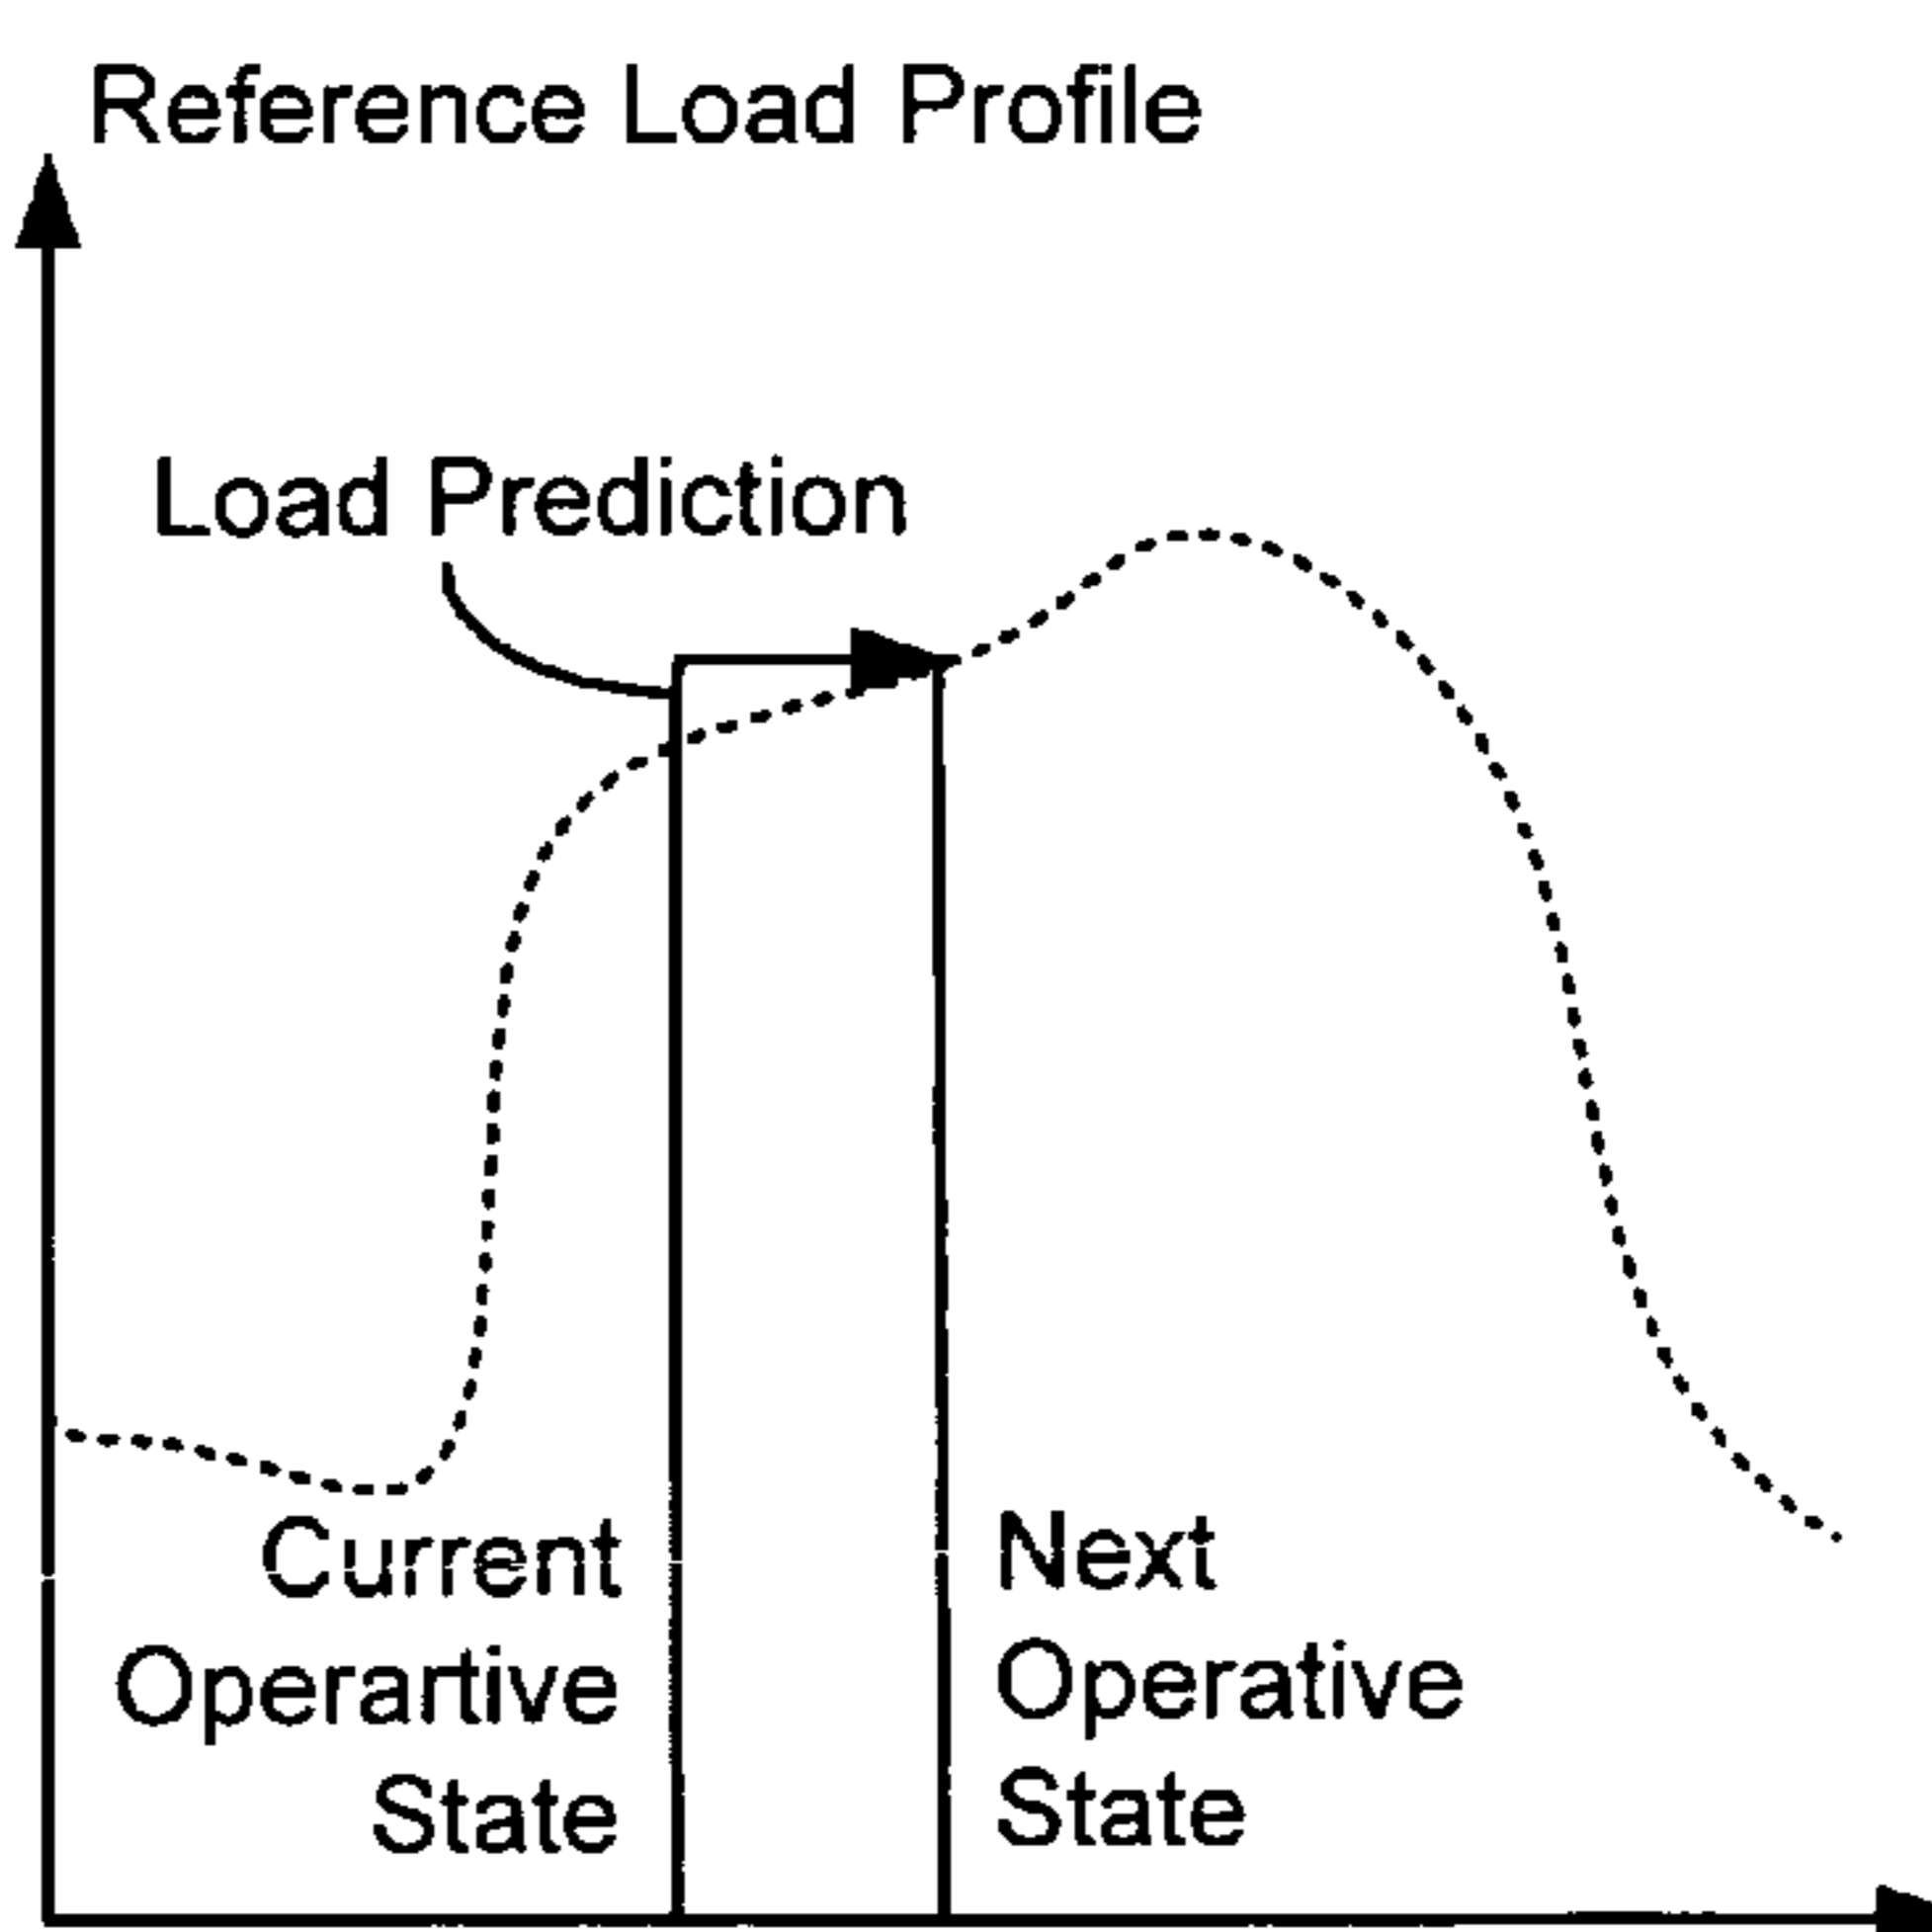 Reference Load Profile
Load Prediction
Current
Operartive
State
Next
Operative
State